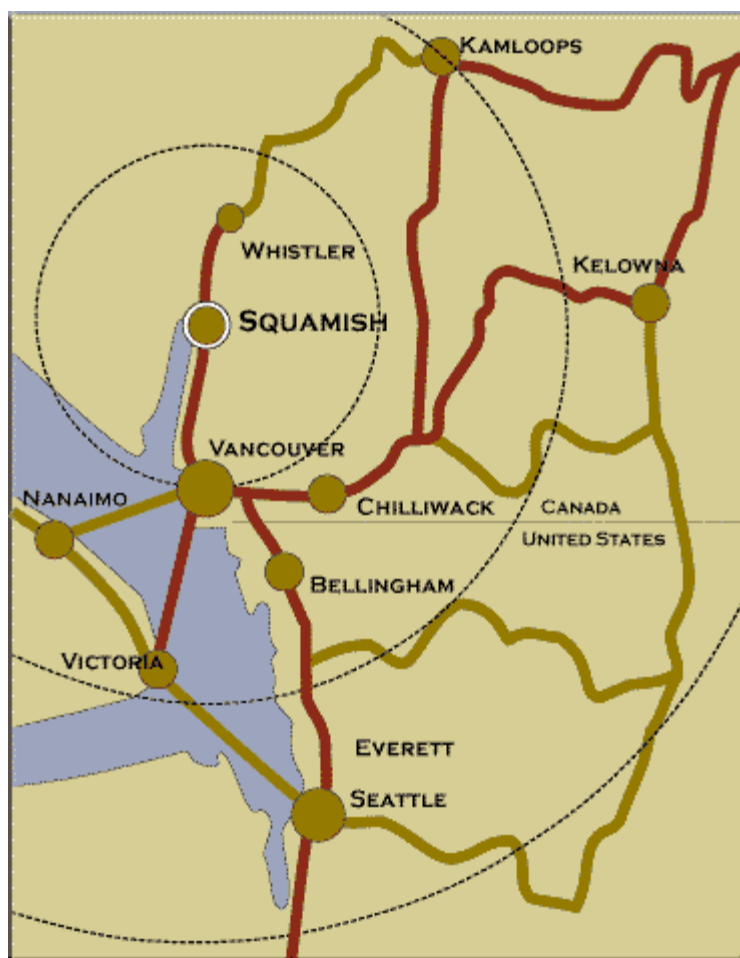 KAMLOOPS
WHISTLER
KELOWNA
SQUAMISH
VANCOUVER
NANAIMO
CHILLIWACK
CANADA
UNITED STATES
BELLINGHAM
VICTORIA
EVERETT
SEATTLE